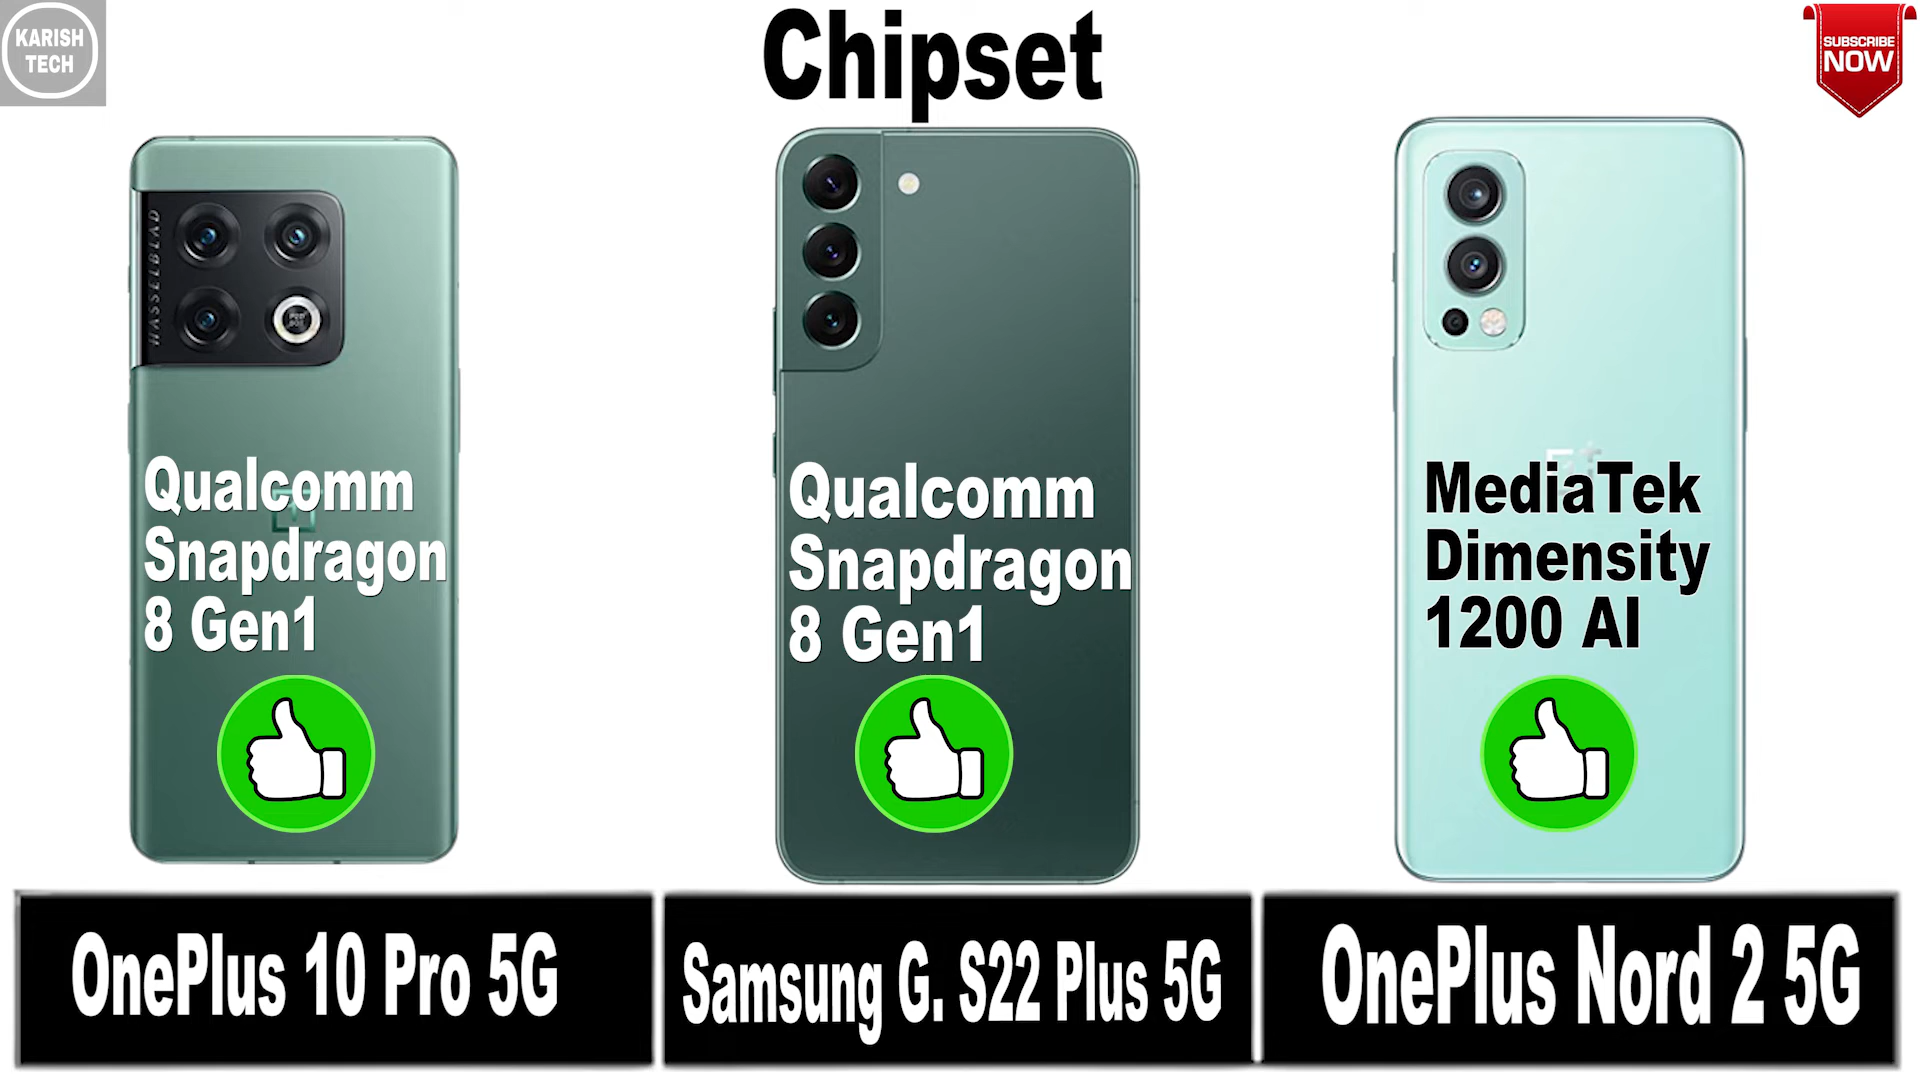 KARISH
TECH
Chipset
SUBSCRIBE
NOW
HASSELBLAD
Qualcomm
Snapdragon
8 Gen1
Qualcomm
Snapdragon
8 Gen1
MediaTek
Dimensity
1200 AI
OnePlus 10 Pro 5G
Samsung G. S22 Plus 5G
OnePlus Nord 2 5G